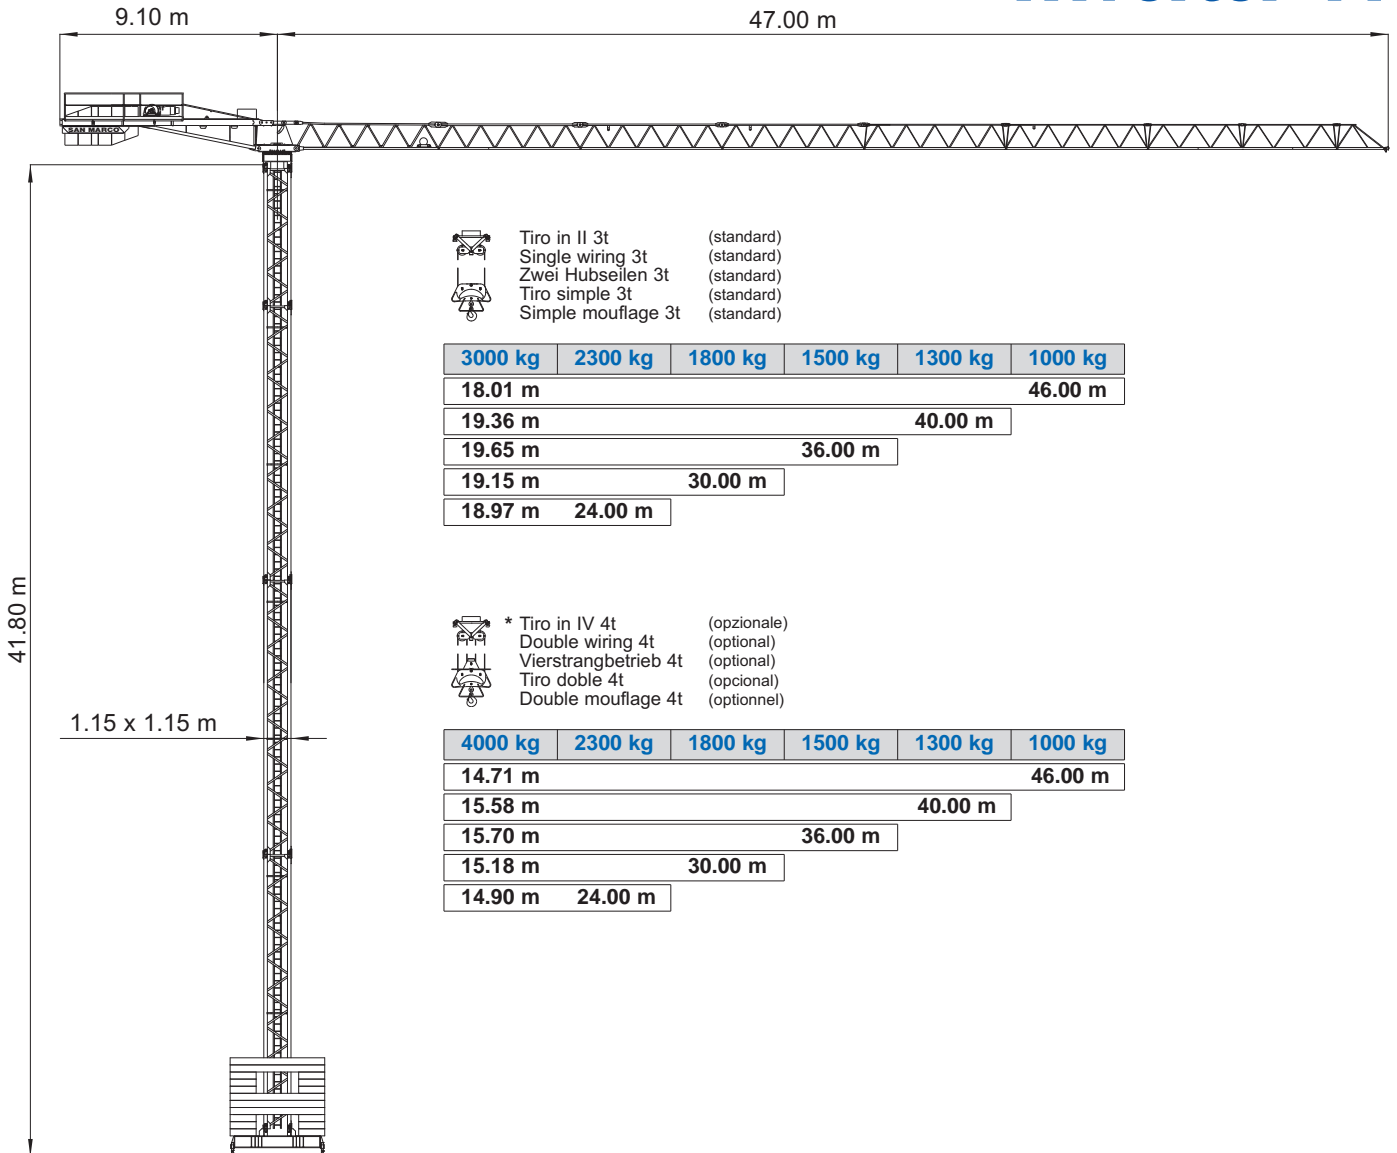 9.10 m
47.00 m
SAN MARCO
41.80 m
1.15 x 1.15 m
Tiro in II 3t (standard)
Single wiring 3t (standard)
Zwei Hubseilen 3t (standard)
Tiro simple 3t (standard)
Simple mouflage 3t (standard)
3000 kg 2300 kg 1800 kg 1500 kg 1300 kg 1000 kg
18.01 m 46.00 m
19.36 m 40.00 m
19.65 m 36.00 m
19.15 m 30.00 m
18.97 m 24.00 m
* Tiro in IV 4t (opzionale)
Double wiring 4t (optional)
Vierstrangbetrieb 4t (optional)
Tiro doble 4t (opcional)
Double mouflage 4t (optionnel)
4000 kg 2300 kg 1800 kg 1500 kg 1300 kg 1000 kg
14.71 m 46.00 m
15.58 m 40.00 m
15.70 m 36.00 m
15.18 m 30.00 m
14.90 m 24.00 m